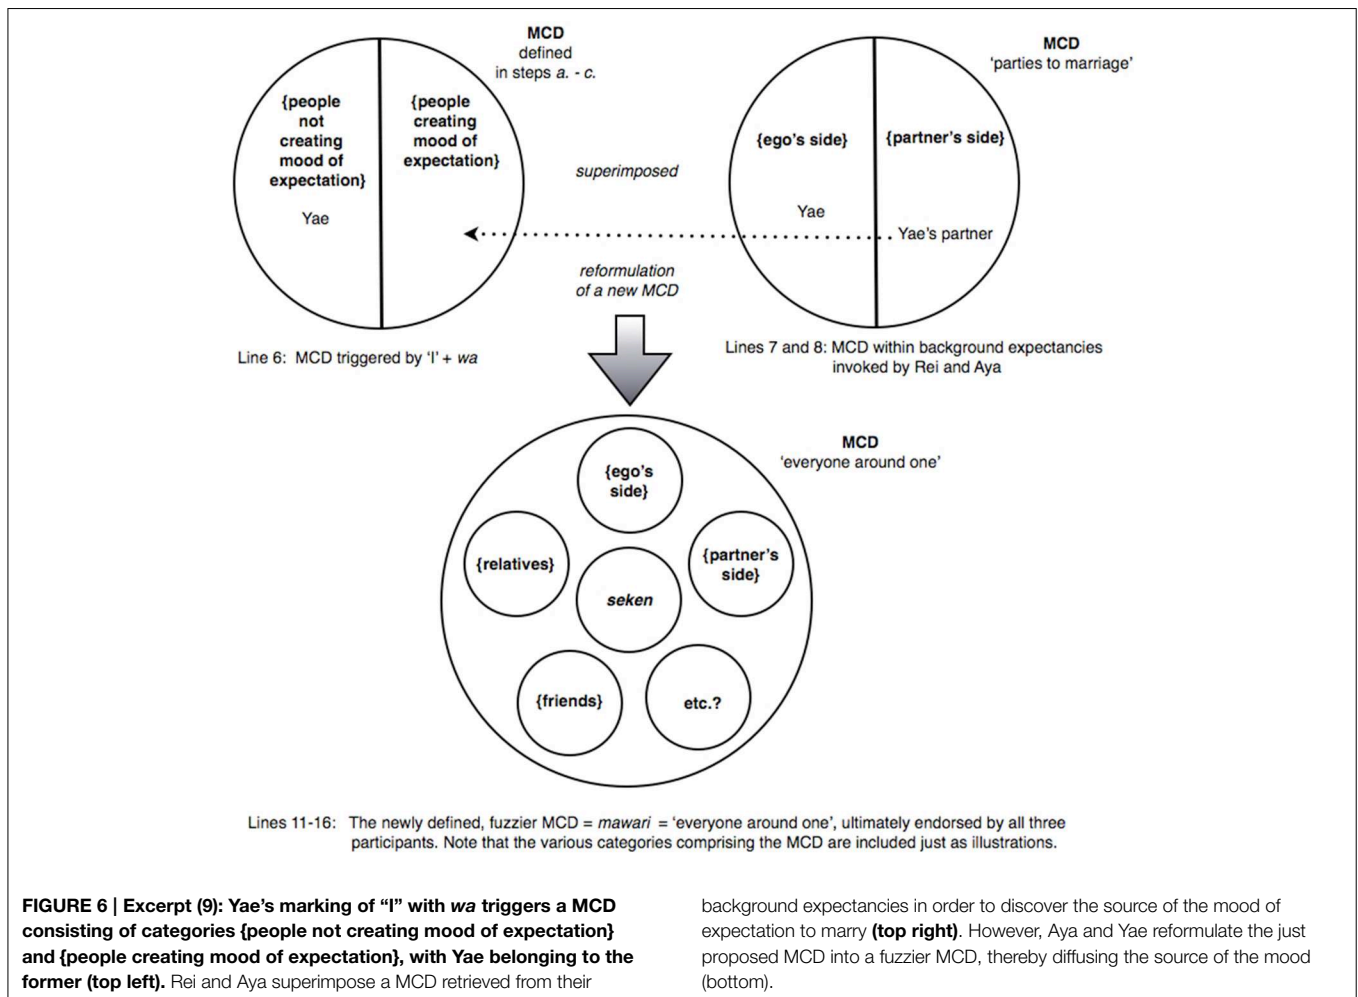 MCD
defined
in steps a. - c.
{people
not
creating
mood of
expectation}
Yae
{people
creating
mood of
expectation}
superimposed
MCD
'parties to marriage'
{ego's side}
{partner's side}
Yae
Yae's partner
reformulation
of a new MCD
Line 6: MCD triggered by 'I' + wa
Lines 7 and 8: MCD within background expectancies
invoked by Rei and Aya
MCD
'everyone around one'
{ego's
side}
{relatives}
{partner's
side}
seken
{friends}
etc.?
Lines 11-16: The newly defined, fuzzier MCD = mawari = 'everyone around one', ultimately endorsed by all three
participants. Note that the various categories comprising the MCD are included just as illustrations.
FIGURE 6 | Excerpt (9): Yae's marking of “I” with wa triggers a MCD
consisting of categories {people not creating mood of expectation}
and {people creating mood of expectation}, with Yae belonging to the
former (top left). Rei and Aya superimpose a MCD retrieved from their
background expectancies in order to discover the source of the mood of
expectation to marry (top right). However, Aya and Yae reformulate the just
proposed MCD into a fuzzier MCD, thereby diffusing the source of the mood
(bottom).